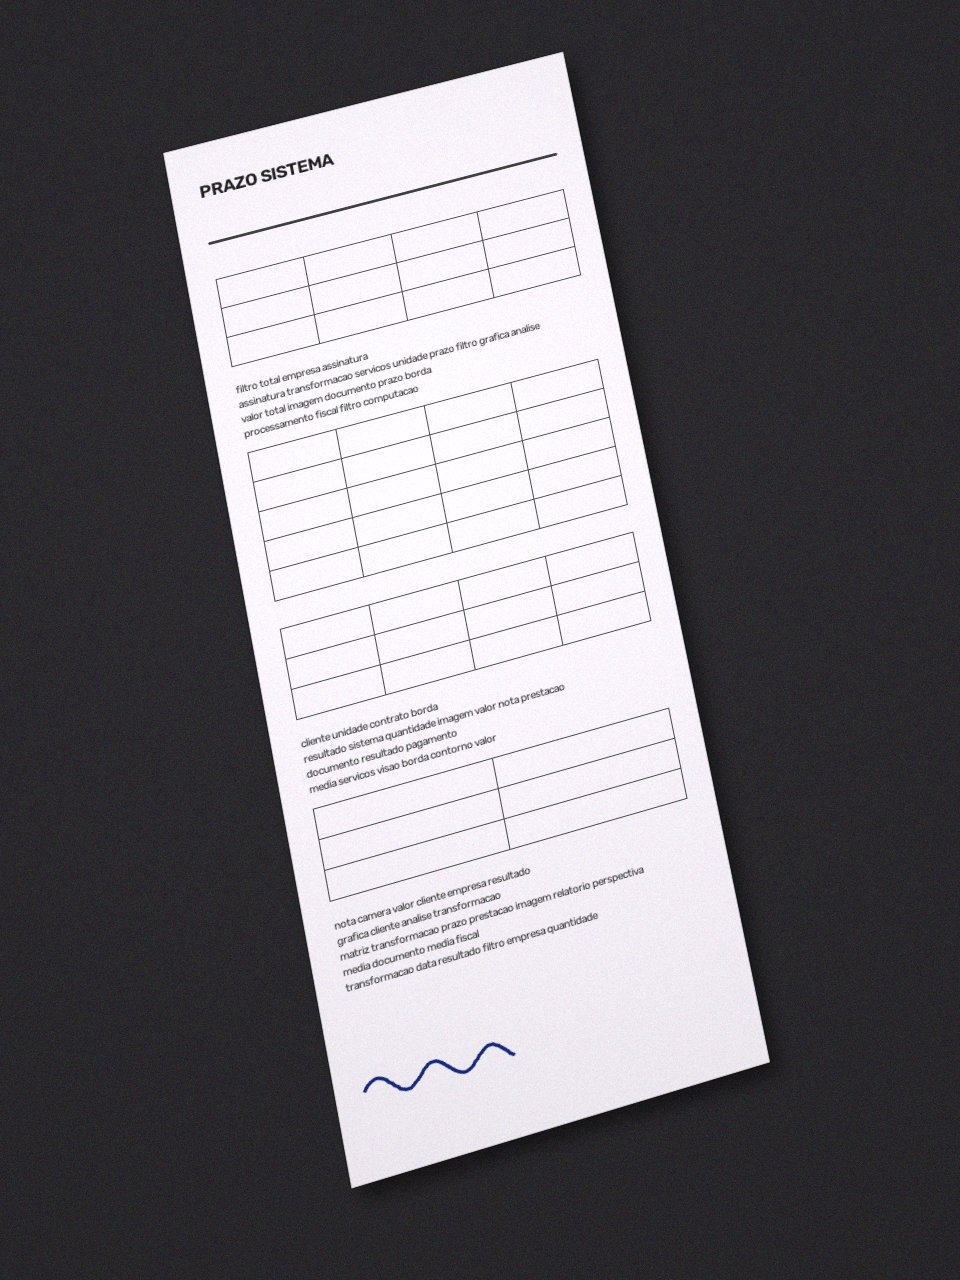 PRAZO SISTEMA
filtro total empresa assinatura
assinatura transformacao servicos unidade prazo filtro grafica analise
valor total imagem documento prazo borda
processamento fiscal filtro computacao
cliente unidade contrato borda
resultado sistema quantidade imagem valor nota prestacao
documento resultado pagamento
media servicos visao borda contorno valor
nota camera valor cliente empresa resultado
grafica cliente analise transformacao
matriz transformacao prazo prestacao imagem relatorio perspectiva
media documento media fiscal
transformacao data resultado filtro empresa quantidade